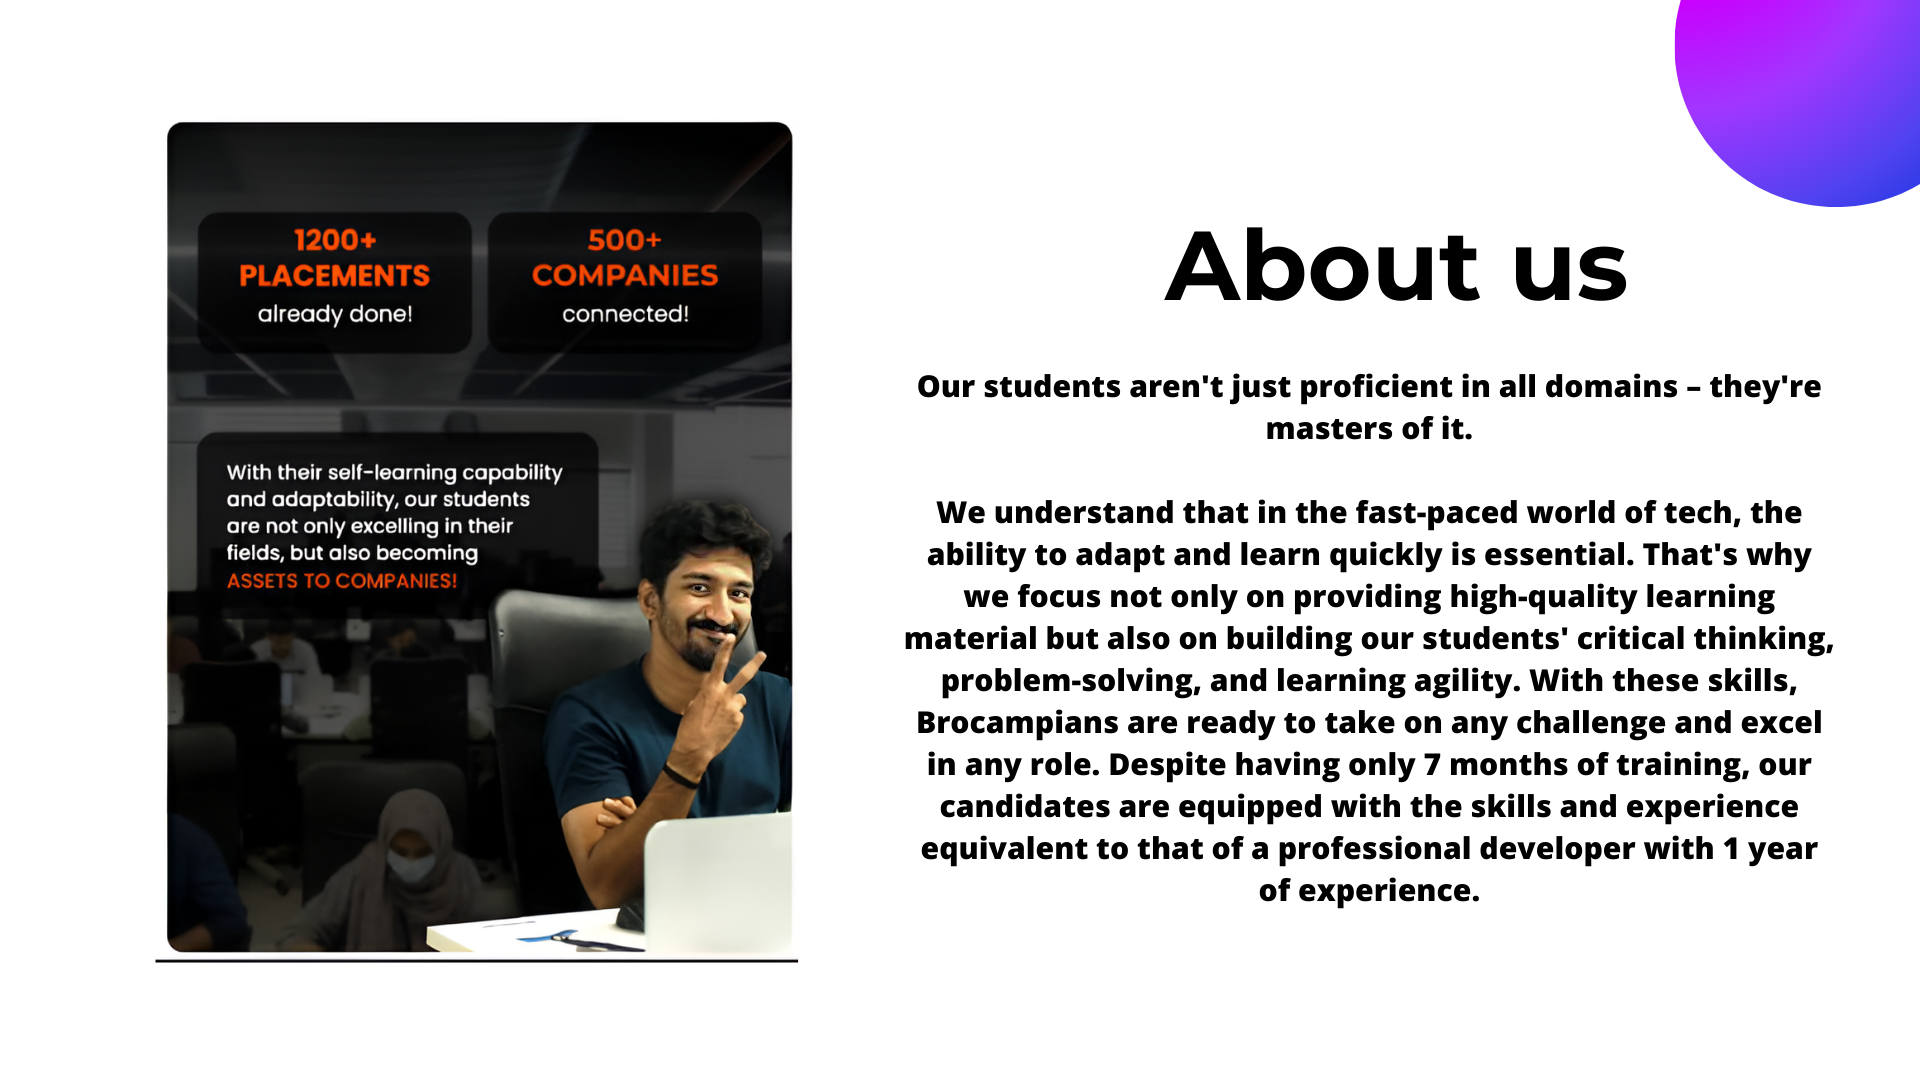 1200+
PLACEMENTS
already done!
500+
COMPANIES
connected!
With their self-learning capability
and adaptability, our students
are not only excelling in their
fields, but also becoming
ASSETS TO COMPANIES!
About us
Our students aren't just proficient in all domains – they're
masters of it.
We understand that in the fast-paced world of tech, the
ability to adapt and learn quickly is essential. That's why
we focus not only on providing high-quality learning
material but also on building our students' critical thinking,
problem-solving, and learning agility. With these skills,
Brocampians are ready to take on any challenge and excel
in any role. Despite having only 7 months of training, our
candidates are equipped with the skills and experience
equivalent to that of a professional developer with 1 year
of experience.